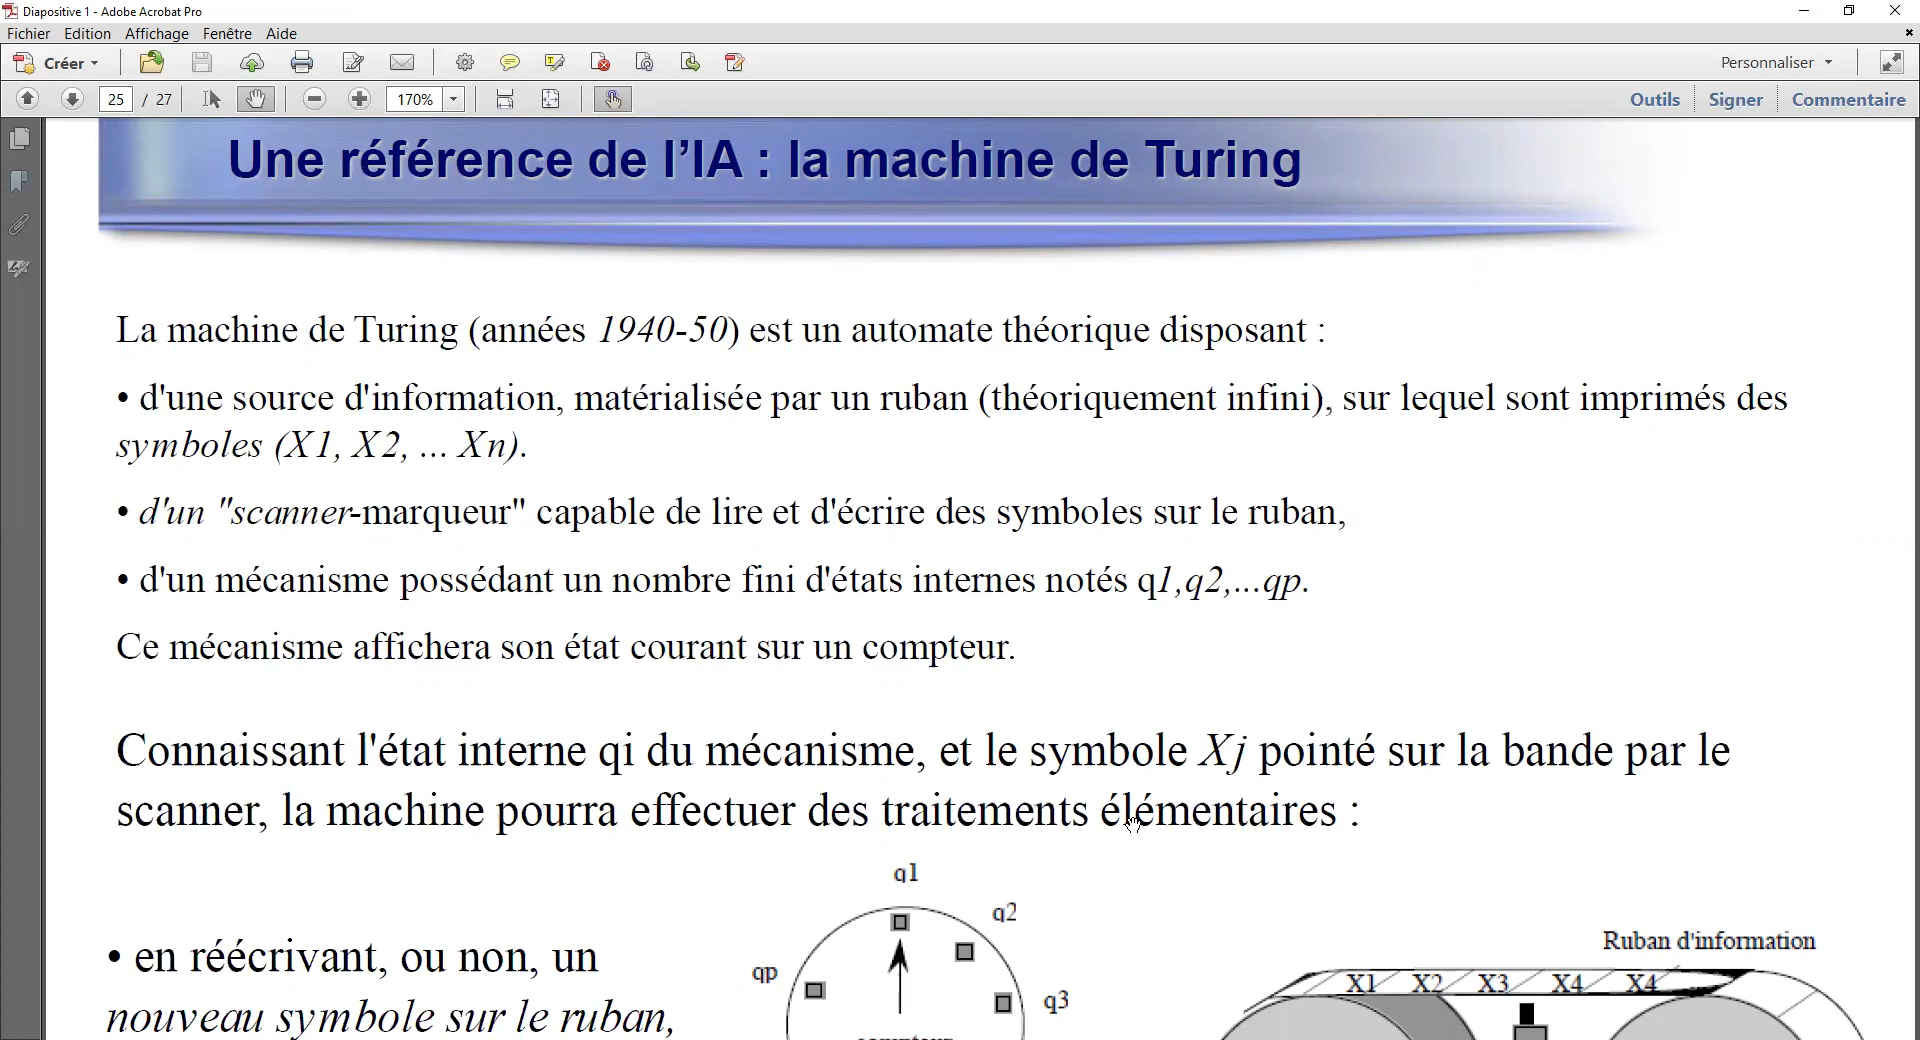 Diapositive 1 - Adobe Acrobat Pro
Fichier Edition Affichage Fenêtre Aide
Créer
Personnaliser
25 / 27
170%
Outils Signer Commentaire
Une référence de l’IA : la machine de Turing
La machine de Turing (années 1940-50) est un automate théorique disposant :
• d'une source d'information, matérialisée par un ruban (théoriquement infini), sur lequel sont imprimés des
symboles (X1, X2, ... Xn).
• d'un "scanner-marqueur" capable de lire et d'écrire des symboles sur le ruban,
• d'un mécanisme possédant un nombre fini d'états internes notés q1,q2,...qp.
Ce mécanisme affichera son état courant sur un compteur.
Connaissant l'état interne qi du mécanisme, et le symbole Xj pointé sur la bande par le
scanner, la machine pourra effectuer des traitements élémentaires :
q1
q2
qp
q3
Ruban d'information
X1 X2 X3 X4 X4
• en réécrivant, ou non, un
nouveau symbole sur le ruban,